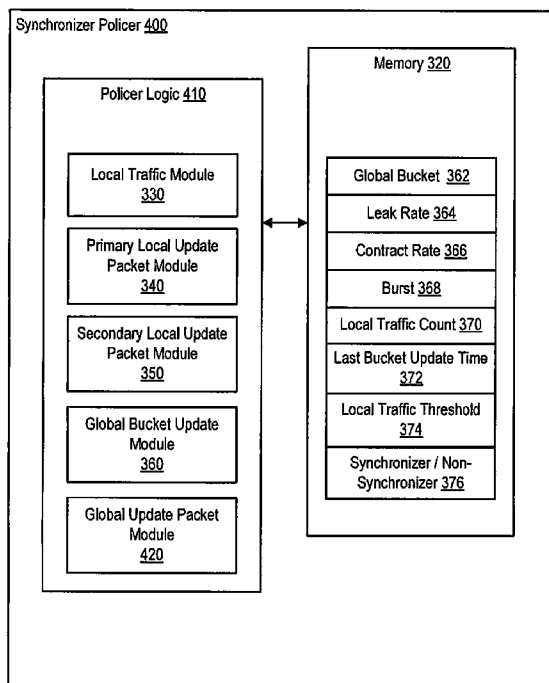 Synchronizer Policer 400
Policer Logic 410
Local Traffic Module
330
Primary Local Update
Packet Module
340
Secondary Local Update
Packet Module
350
Global Bucket Update
Module
360
Global Update Packet
Module
420
Memory 320
Global Bucket 362
Leak Rate 364
Contract Rate 366
Burst 368
Local Traffic Count 370
Last Bucket Update Time
372
Local Traffic Threshold
374
Synchronizer / Non-
Synchronizer 376